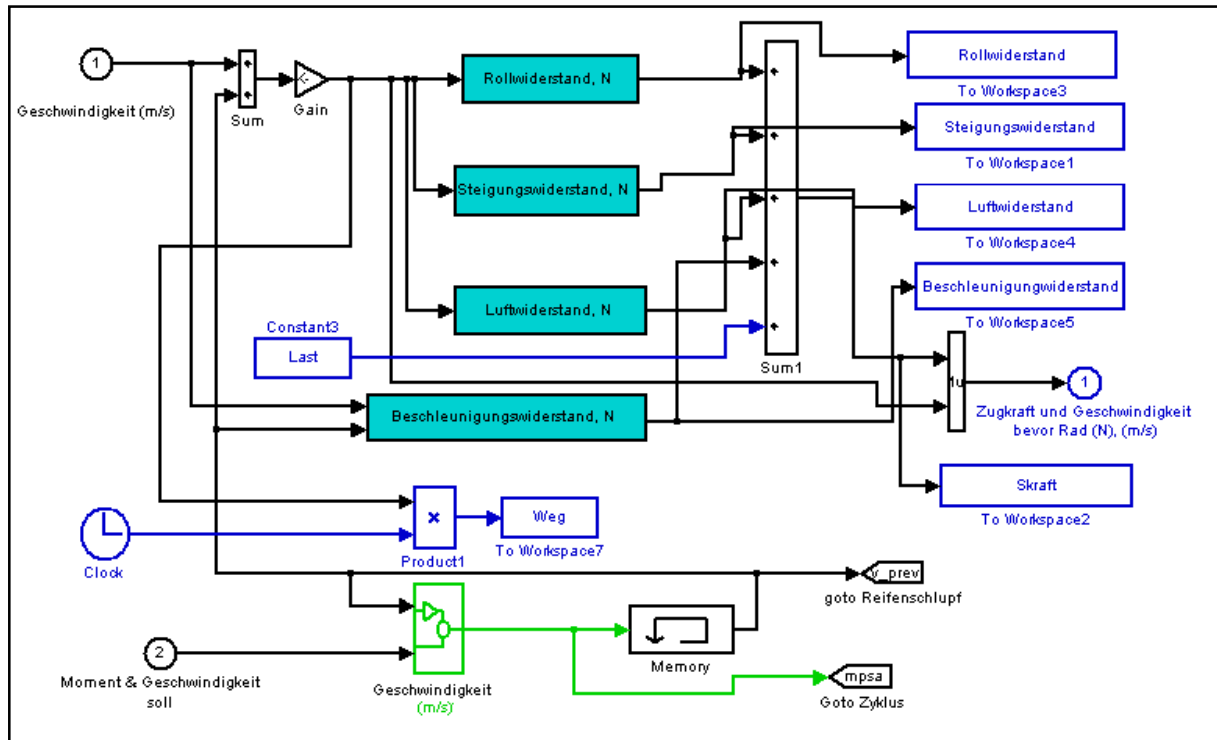 1
Geschwindigkeit (m/s)
Sum
Gain
Rollwiderstand, N
Rollwiderstand
To Workspace3
Steigungswiderstand
To Workspace1
Steigungswiderstand, N
Luftwiderstand
To Workspace4
Beschleunigungwiderstand
To Workspace5
Luftwiderstand, N
Constant3
Last
Sum1
1
Zugkraft und Geschwindigkeit
bevor Rad (N), (m/s)
Beschleunigungswiderstand, N
Skraft
To Workspace2
Weg
To Workspace7
Product1
Clock
v_prev
goto Reifenschlupf
2
Moment & Geschwindigkeit
soll
Geschwindigkeit
(m/s)
Memory
mpsa
Goto Zyklus